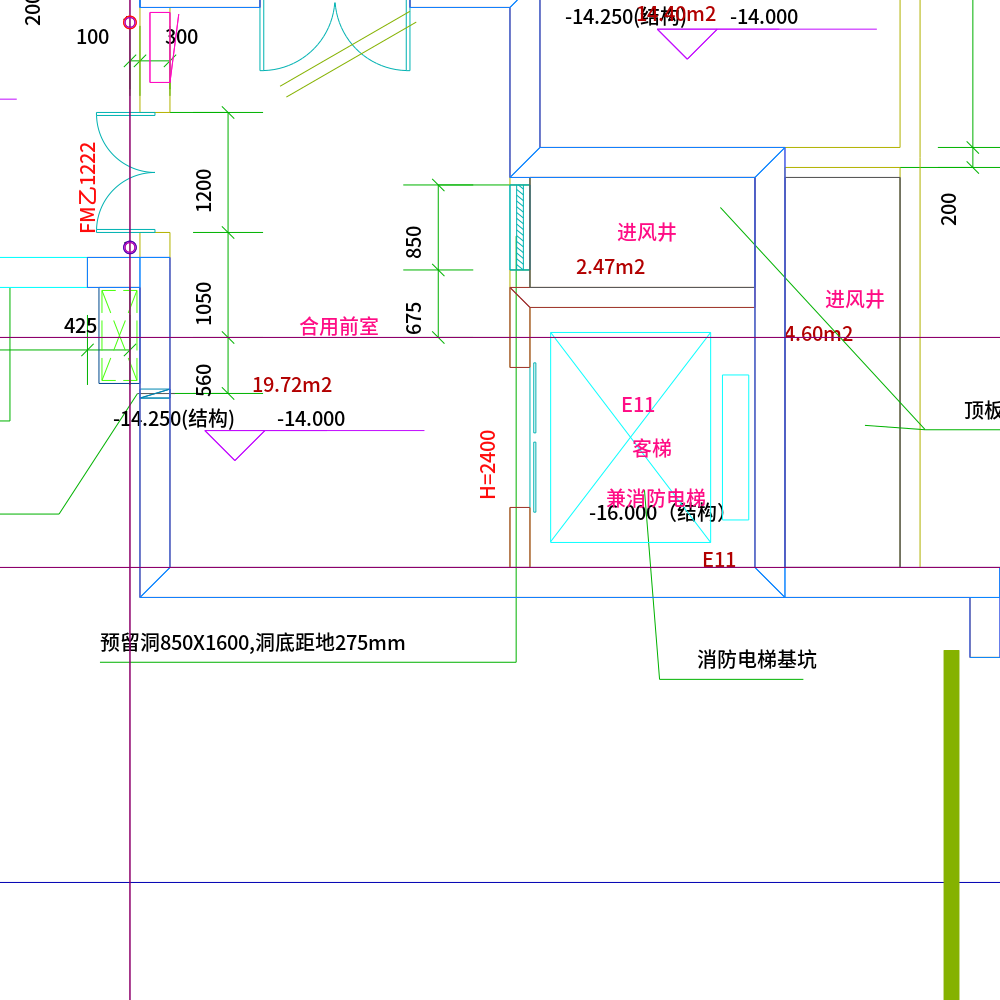 200
-14.250(结构)
14.40m2
-14.000
100
300
FM乙1222
1200
850
进风井
2.47m2
200
1050
675
进风井
425
合用前室
4.60m2
560
19.72m2
E11
顶板
-14.250(结构)
-14.000
客梯
H=2400
兼消防电梯
-16.000（结构）
E11
预留洞850X1600,洞底距地275mm
消防电梯基坑